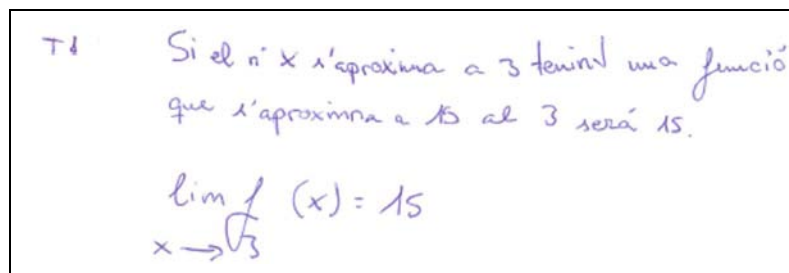 T1 Si el nº x s'aproxima a 3 tenint una funció
que s'aproxima a 15 al 3 serà 15.
lim f (x) = 15
x → 3